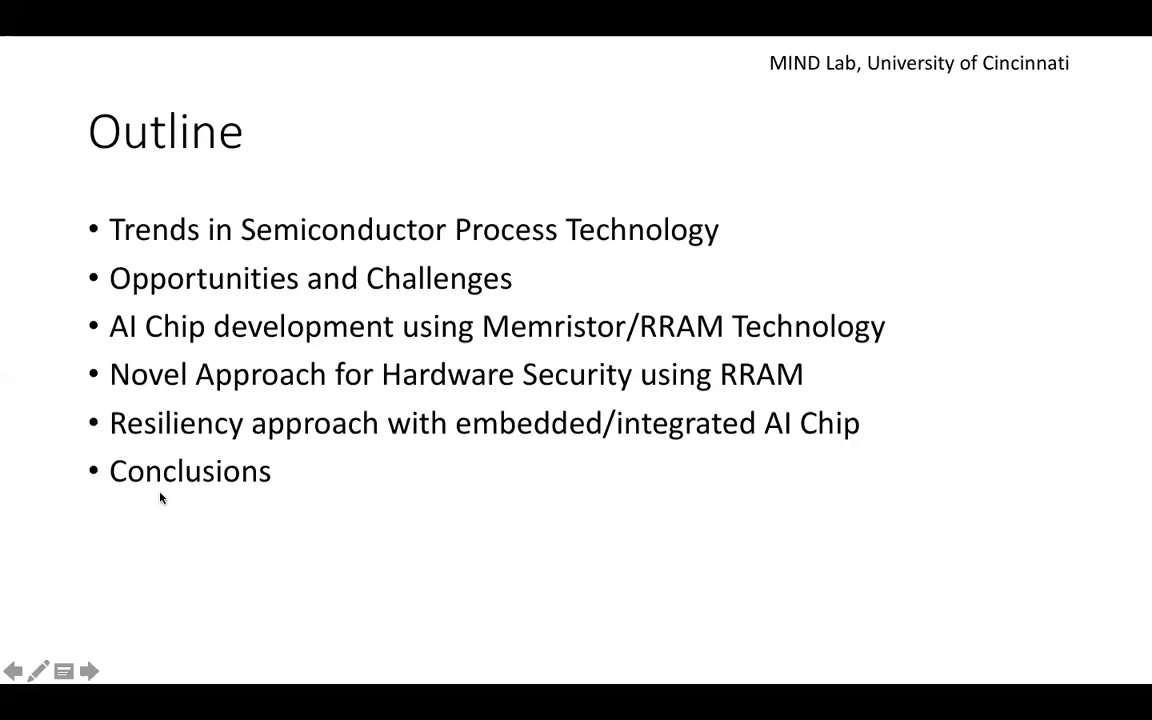 MIND Lab, University of Cincinnati
Outline
• Trends in Semiconductor Process Technology
• Opportunities and Challenges
• AI Chip development using Memristor/RRAM Technology
• Novel Approach for Hardware Security using RRAM
• Resiliency approach with embedded/integrated AI Chip
• Conclusions